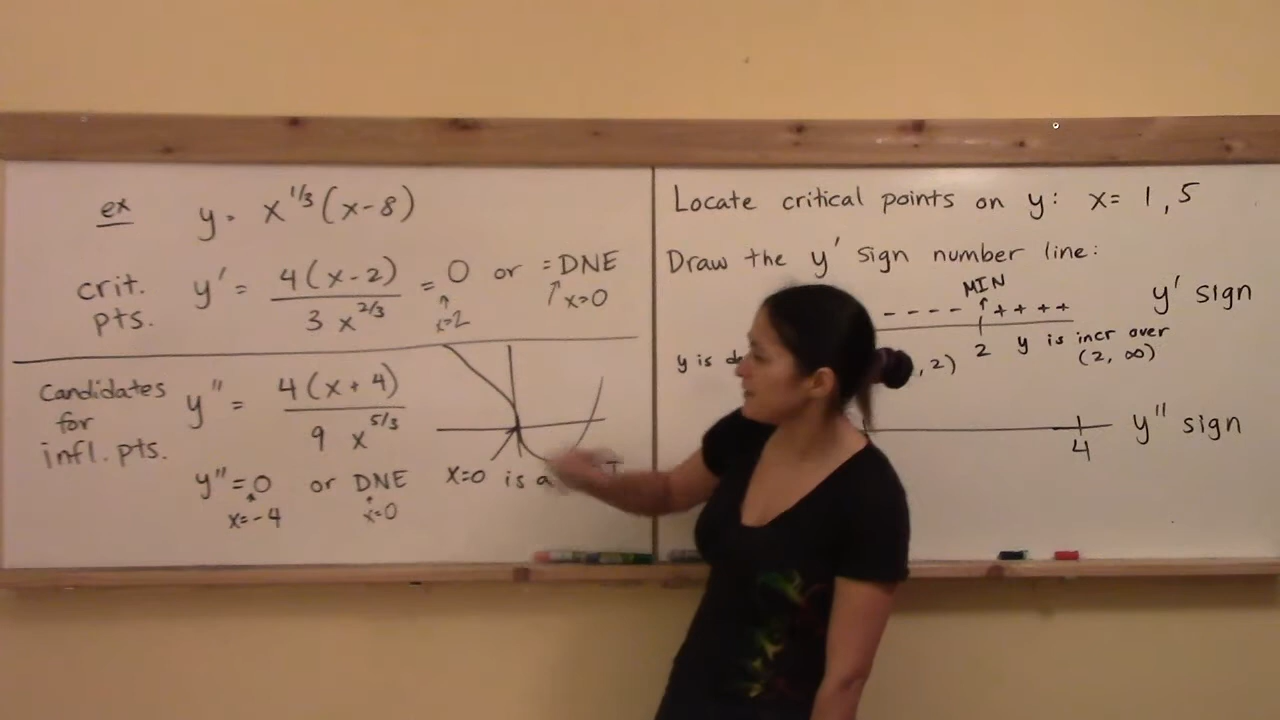 ex y = x^{1/3}(x-8)
crit. pts. y' = \frac{4(x-2)}{3 x^{2/3}} = 0 or = DNE
x=2 x=0
Candidates for infl. pts. y'' = \frac{4(x+4)}{9 x^{5/3}}
y'' = 0 or DNE
x=-4 x=0
x=0 is a
Locate critical points on y: x= 1, 5
Draw the y' sign number line:
MIN
- - - - + + + + y' sign
2
y is , 2) y is incr over
(2, ∞)
y'' sign
4